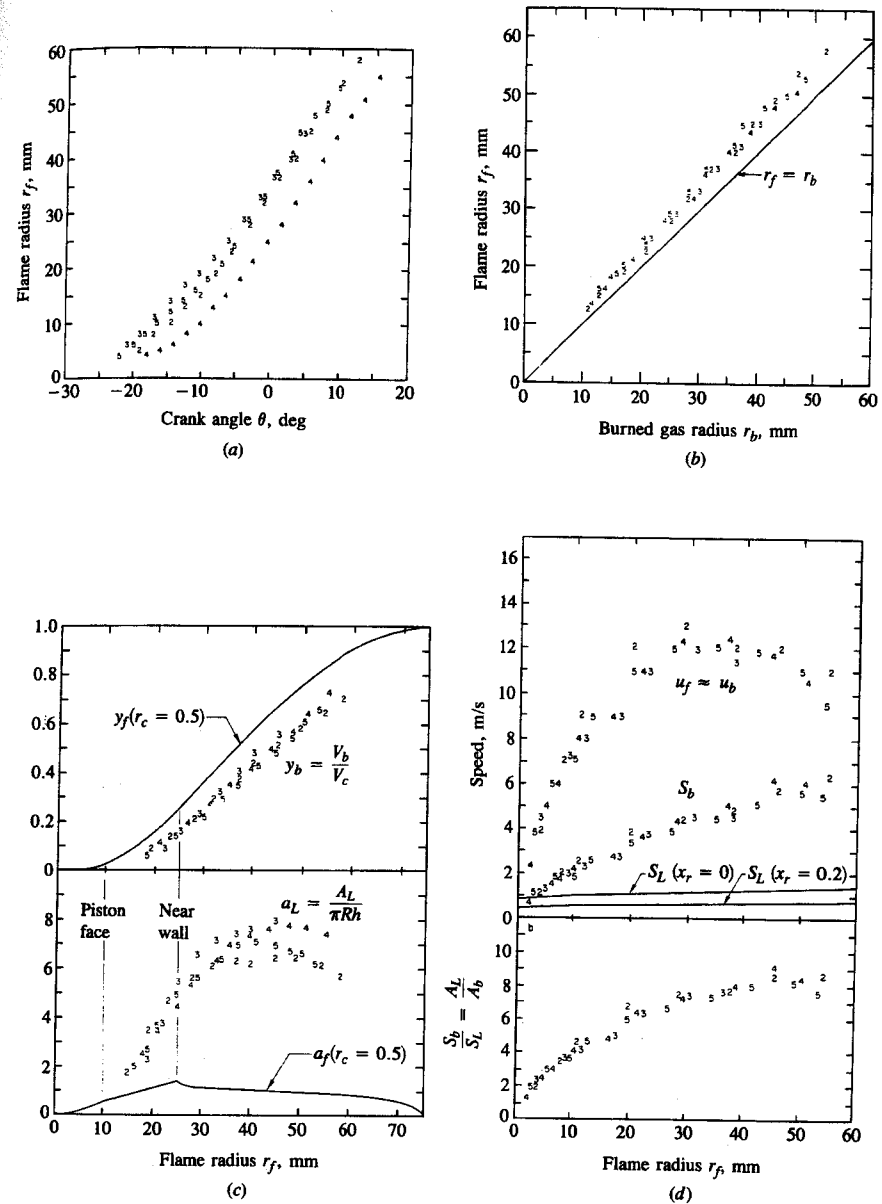 60
50
40
30
20
10
0
Flame radius r_f, mm
−30 −20 −10 0 10 20
Crank angle θ, deg
(a)
60
50
40
30
20
10
0
Flame radius r_f, mm
r_f = r_b
0 10 20 30 40 50 60
Burned gas radius r_b, mm
(b)
1.0
0.8
0.6
0.4
0.2
0
y_f(r_c = 0.5)
y_b = V_b / V_c
8
6
4
2
0
Piston
face
Near
wall
a_L = A_L / πRh
a_f(r_c = 0.5)
0 10 20 30 40 50 60 70
Flame radius r_f, mm
(c)
16
14
12
10
8
6
4
2
0
Speed, m/s
u_f ≈ u_b
S_b
S_L (x_r = 0)
S_L (x_r = 0.2)
b
8
6
4
2
0
S_b / S_L = A_L / A_b
0 10 20 30 40 50 60
Flame radius r_f, mm
(d)